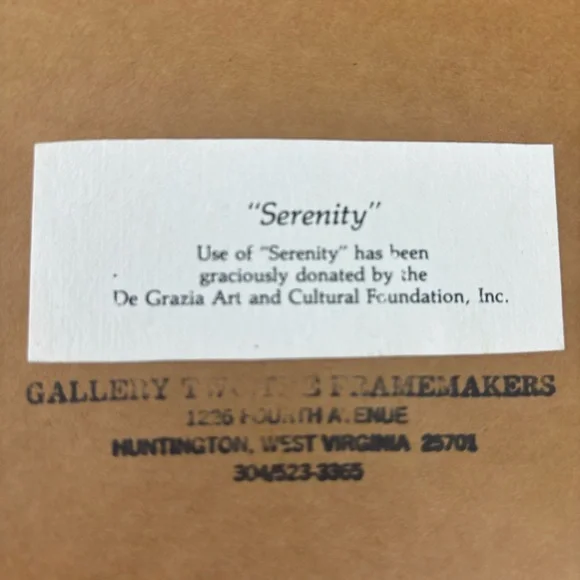 "Serenity"
Use of "Serenity" has been
graciously donated by the
De Grazia Art and Cultural Foundation, Inc.
GALLERY FRAMEMAKERS
1236 FOURTH AVENUE
HUNTINGTON, WEST VIRGINIA 25701
304/523-3365